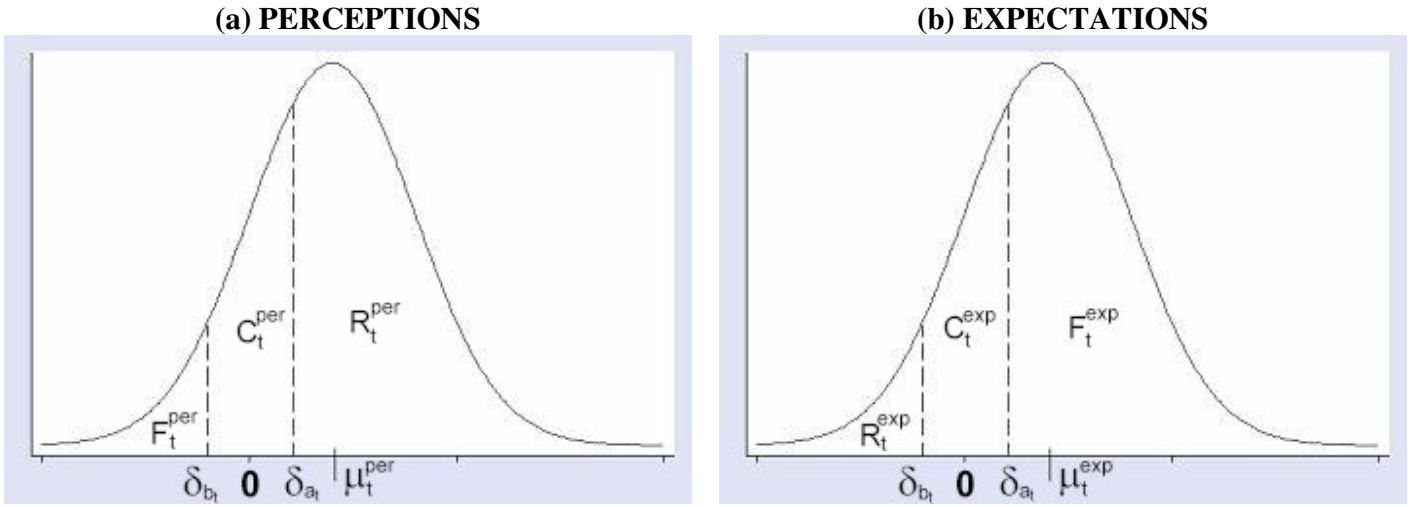 (a) PERCEPTIONS
(b) EXPECTATIONS
C_t^per
R_t^per
F_t^per
δ_bt 0 δ_at μ_t^per
C_t^exp
F_t^exp
R_t^exp
δ_bt 0 δ_at μ_t^exp